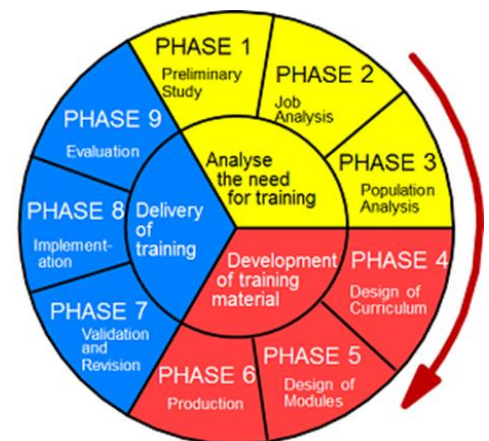 PHASE 1
Preliminary
Study
PHASE 2
Job
Analysis
PHASE 3
Population
Analysis
PHASE 4
Design of
Curriculum
PHASE 5
Design of
Modules
PHASE 6
Production
PHASE 7
Validation
and
Revision
PHASE 8
Implement-
ation
PHASE 9
Evaluation
Analyse
the need
for training
Development
of training
material
Delivery
of
training